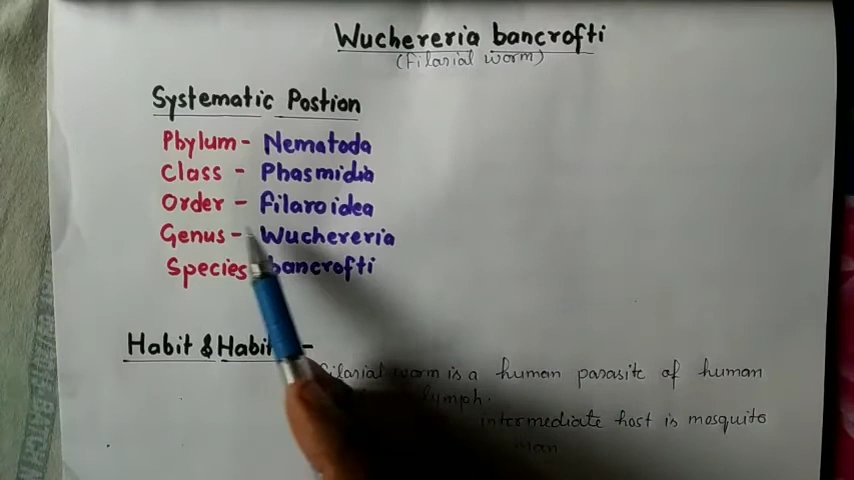 Wuchereria bancrofti
(Filarial worm)
Systematic Postion
Phylum - Nematoda
Class - Phasmidia
Order - Filaroidea
Genus - Wuchereria
Species bancrofti
Habit & Habit -
Filarial worm is a human parasite of human
lymph.
intermediate host is mosquito
man